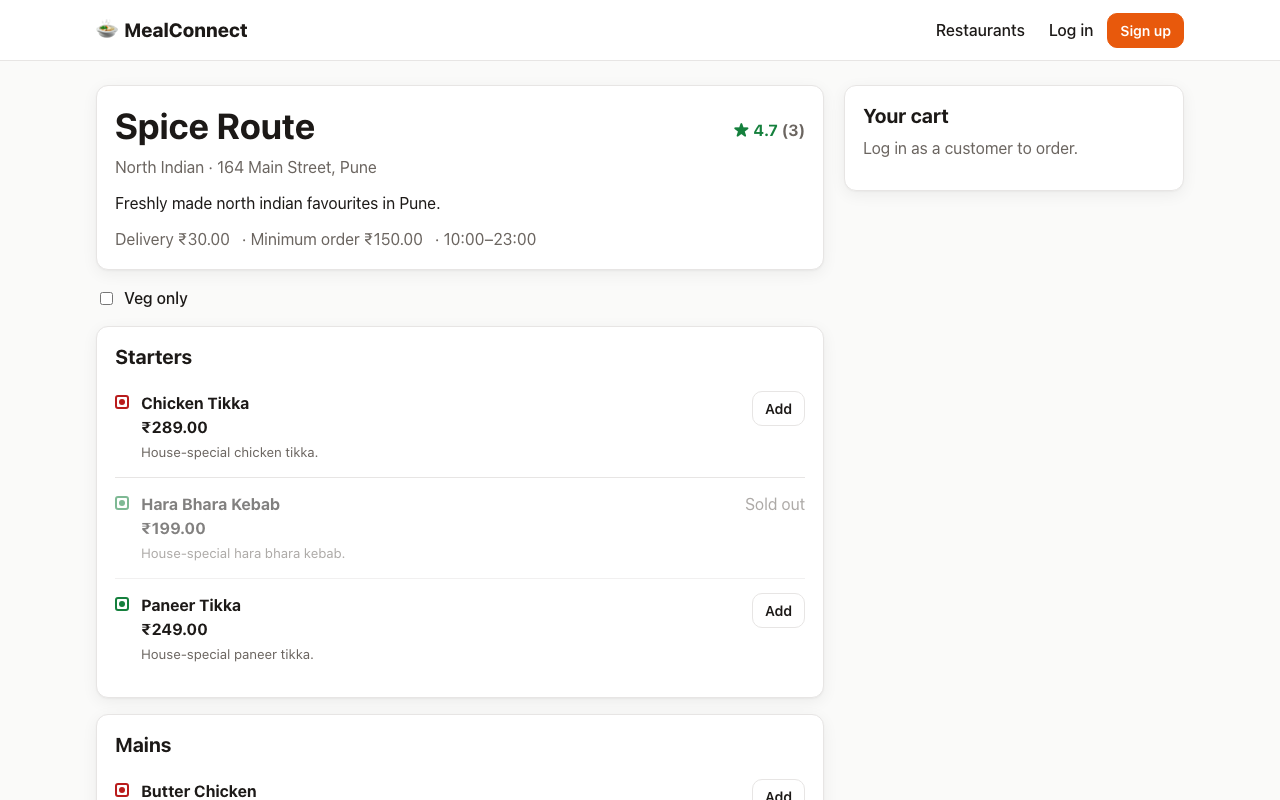 MealConnect
Restaurants
Log in
Sign up
Spice Route
★ 4.7 (3)
North Indian · 164 Main Street, Pune
Freshly made north indian favourites in Pune.
Delivery ₹30.00 · Minimum order ₹150.00 · 10:00–23:00
Your cart
Log in as a customer to order.
Veg only
Starters
Chicken Tikka
Add
₹289.00
House-special chicken tikka.
Hara Bhara Kebab
Sold out
₹199.00
House-special hara bhara kebab.
Paneer Tikka
Add
₹249.00
House-special paneer tikka.
Mains
Butter Chicken
Add